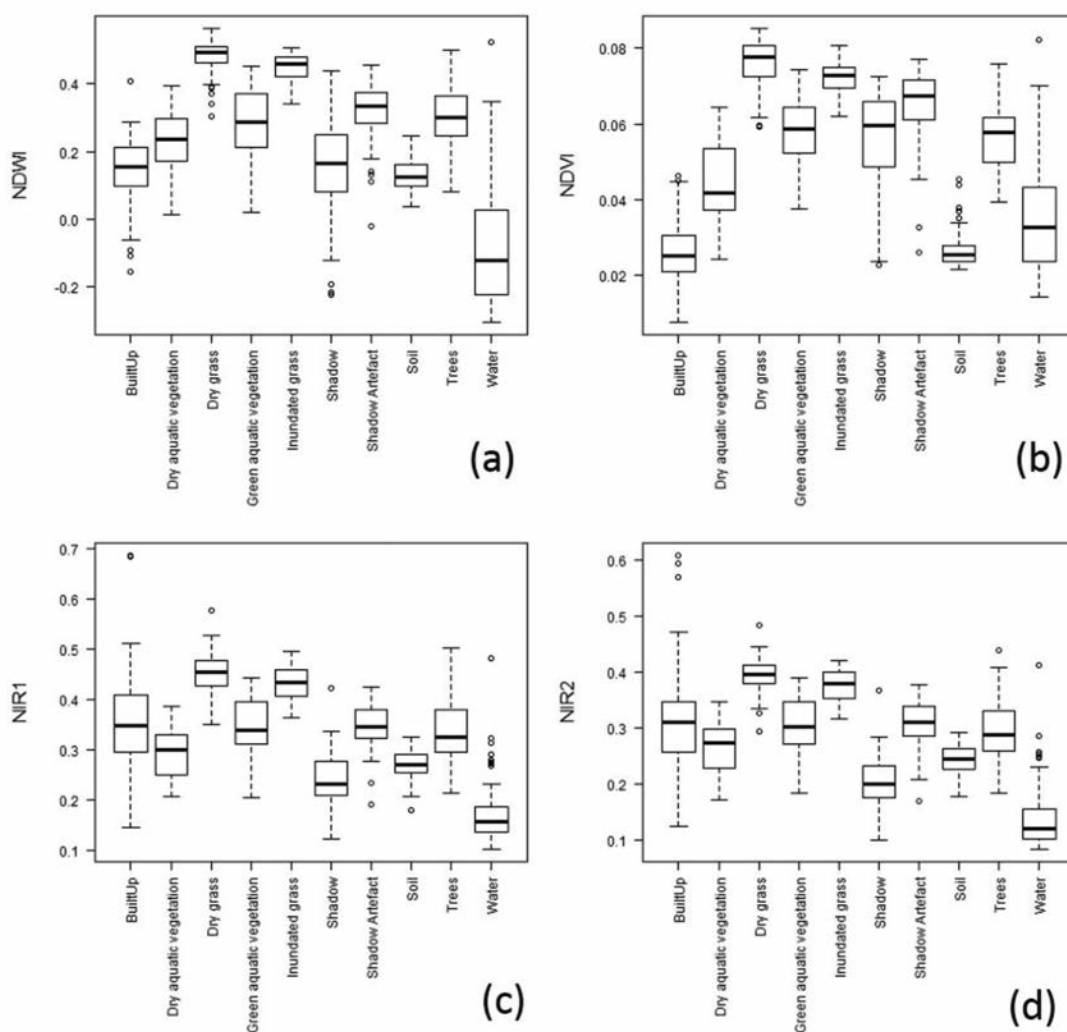 NDWI
0.4
0.2
0.0
-0.2
BuiltUp
Dry aquatic vegetation
Dry grass
Green aquatic vegetation
Inundated grass
Shadow
Shadow Artefact
Soil
Trees
Water
(a)
NDVI
0.08
0.06
0.04
0.02
BuiltUp
Dry aquatic vegetation
Dry grass
Green aquatic vegetation
Inundated grass
Shadow
Shadow Artefact
Soil
Trees
Water
(b)
NIR1
0.7
0.6
0.5
0.4
0.3
0.2
0.1
BuiltUp
Dry aquatic vegetation
Dry grass
Green aquatic vegetation
Inundated grass
Shadow
Shadow Artefact
Soil
Trees
Water
(c)
NIR2
0.6
0.5
0.4
0.3
0.2
0.1
BuiltUp
Dry aquatic vegetation
Dry grass
Green aquatic vegetation
Inundated grass
Shadow
Shadow Artefact
Soil
Trees
Water
(d)